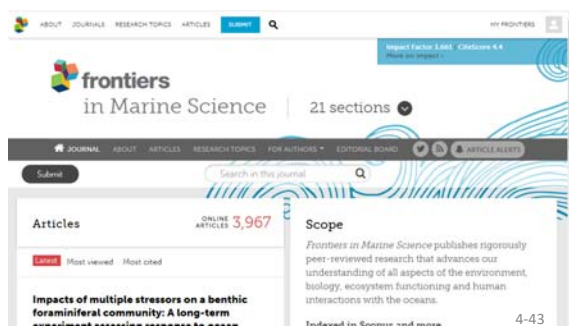 ABOUT JOURNALS RESEARCH TOPICS ARTICLES SUBMIT MY FRONTIERS
Impact Factor 3.661 | CiteScore 4.4
More on impact ›
frontiers
in Marine Science 21 sections
JOURNAL ABOUT ARTICLES RESEARCH TOPICS FOR AUTHORS EDITORIAL BOARD ARTICLE ALERTS
Submit Search in this journal
Articles ONLINE ARTICLES 3,967
Latest Most viewed Most cited
Impacts of multiple stressors on a benthic
foraminiferal community: A long-term
experiment assessing response to ocean
Scope
Frontiers in Marine Science publishes rigorously
peer-reviewed research that advances our
understanding of all aspects of the environment,
biology, ecosystem functioning and human
interactions with the oceans.
Indexed in Scopus and more
4-43